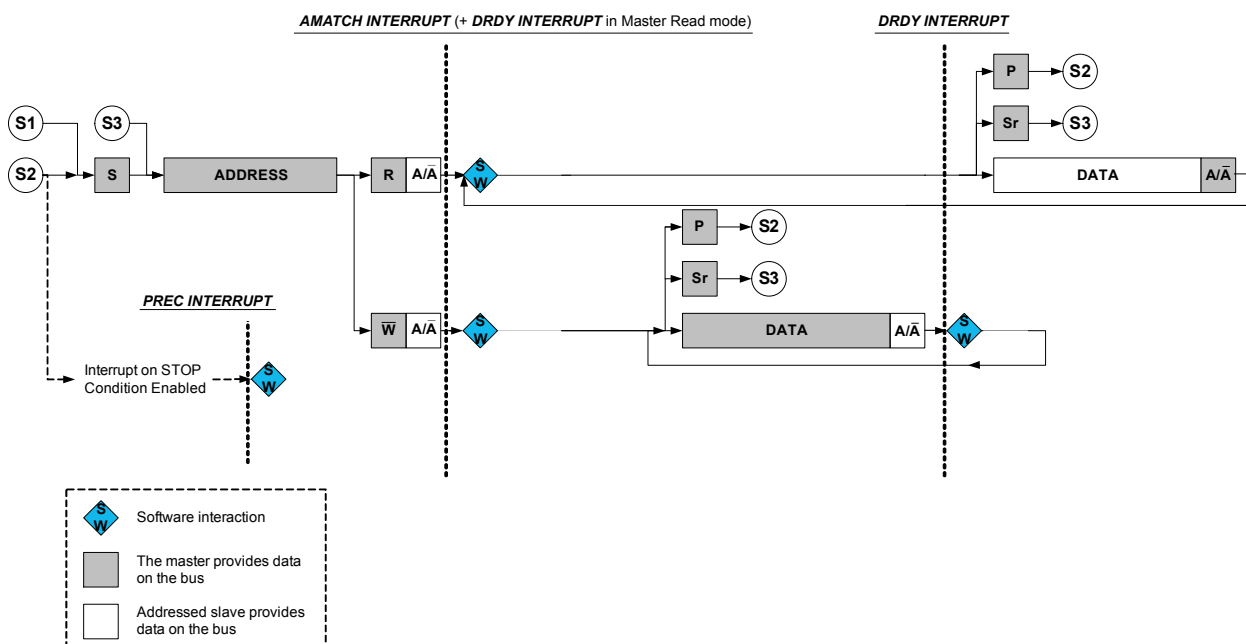 AMATCH INTERRUPT (+ DRDY INTERRUPT in Master Read mode)
DRDY INTERRUPT
P
S2
S1
S3
Sr
S3
S2
S
ADDRESS
R
A/A̅
S
W
DATA
A/A̅
P
S2
Sr
S3
PREC INTERRUPT
W̅
A/A̅
S
W
DATA
A/A̅
S
W
Interrupt on STOP
Condition Enabled
S
W
S
W
Software interaction
The master provides data
on the bus
Addressed slave provides
data on the bus